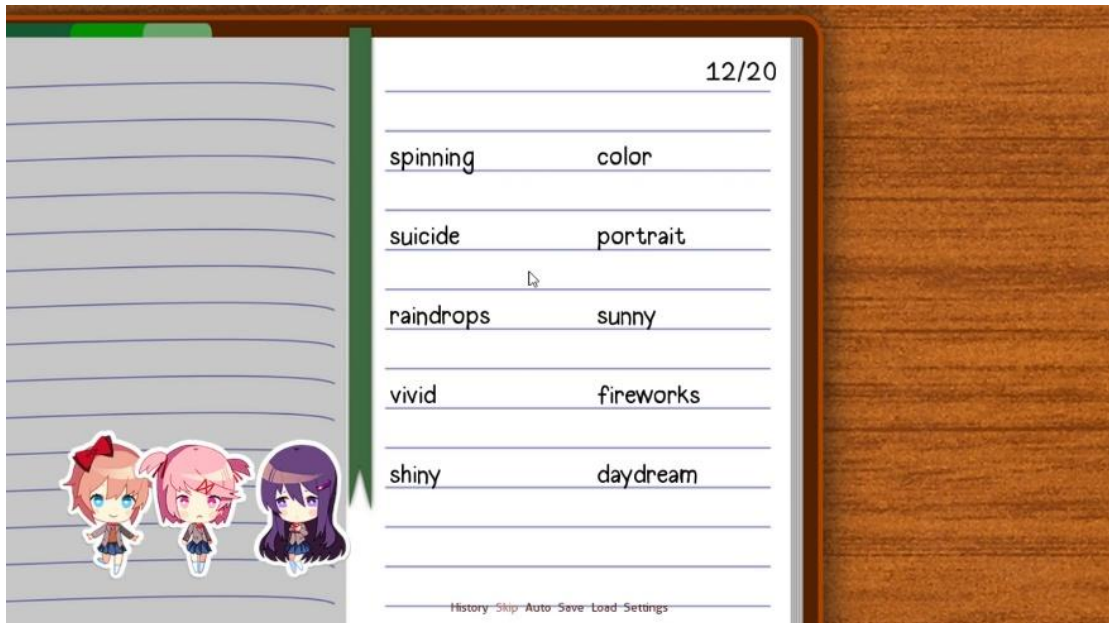 12/20
spinning color
suicide portrait
raindrops sunny
vivid fireworks
shiny daydream
History Skip Auto Save Load Settings